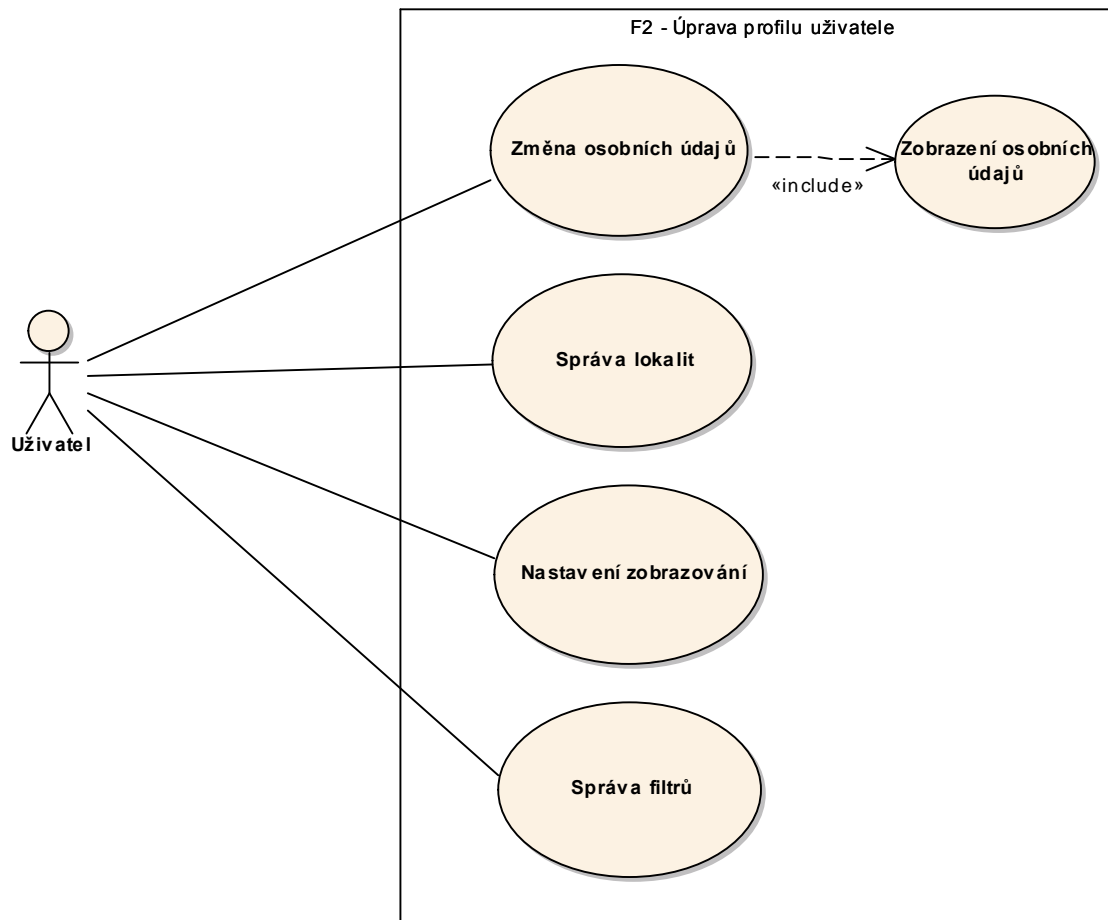 F2 - Úprava profilu uživatele
Změna osobních údajů
«include»
Zobrazení osobních
údajů
Správa lokalit
Uživatel
Nastavení zobrazování
Správa filtrů